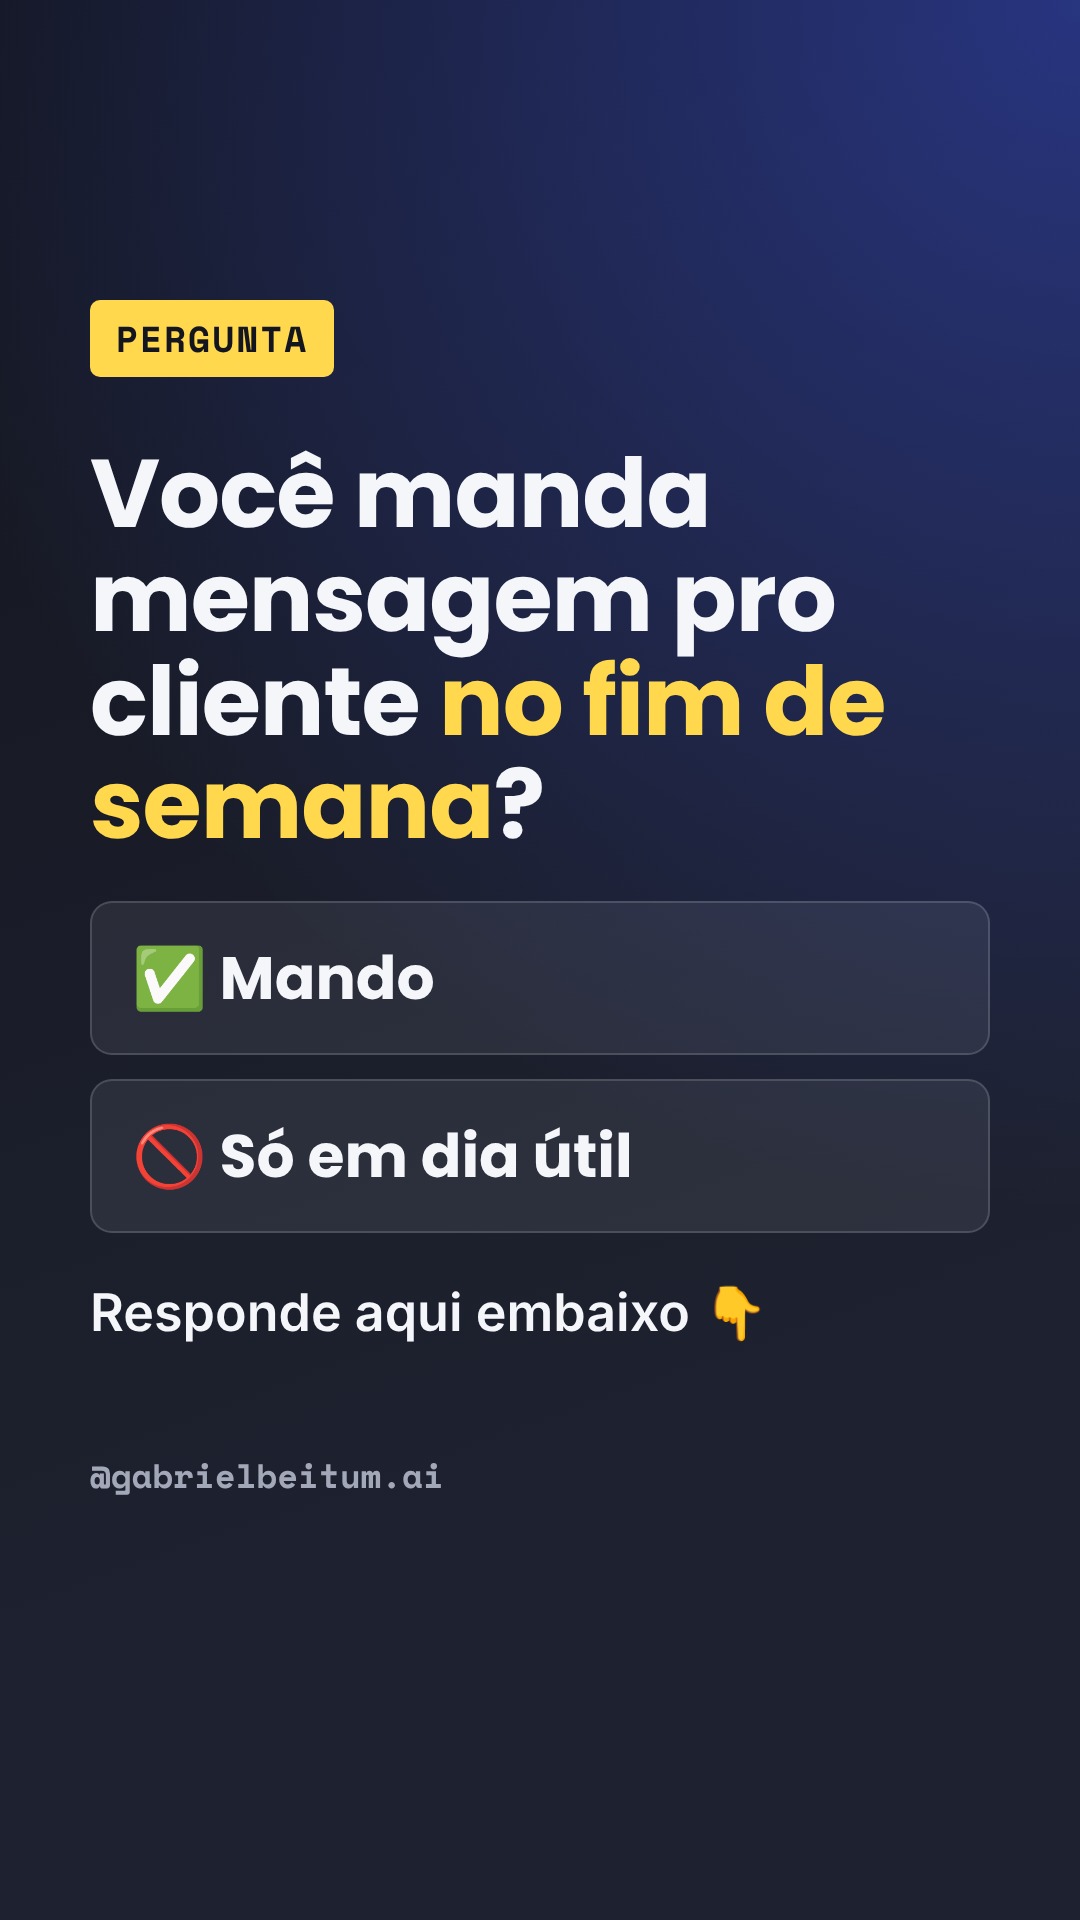 PERGUNTA
Você manda
mensagem pro
cliente no fim de
semana?
✅ Mando
🚫 Só em dia útil
Responde aqui embaixo 👇
@gabrielbeitum.ai